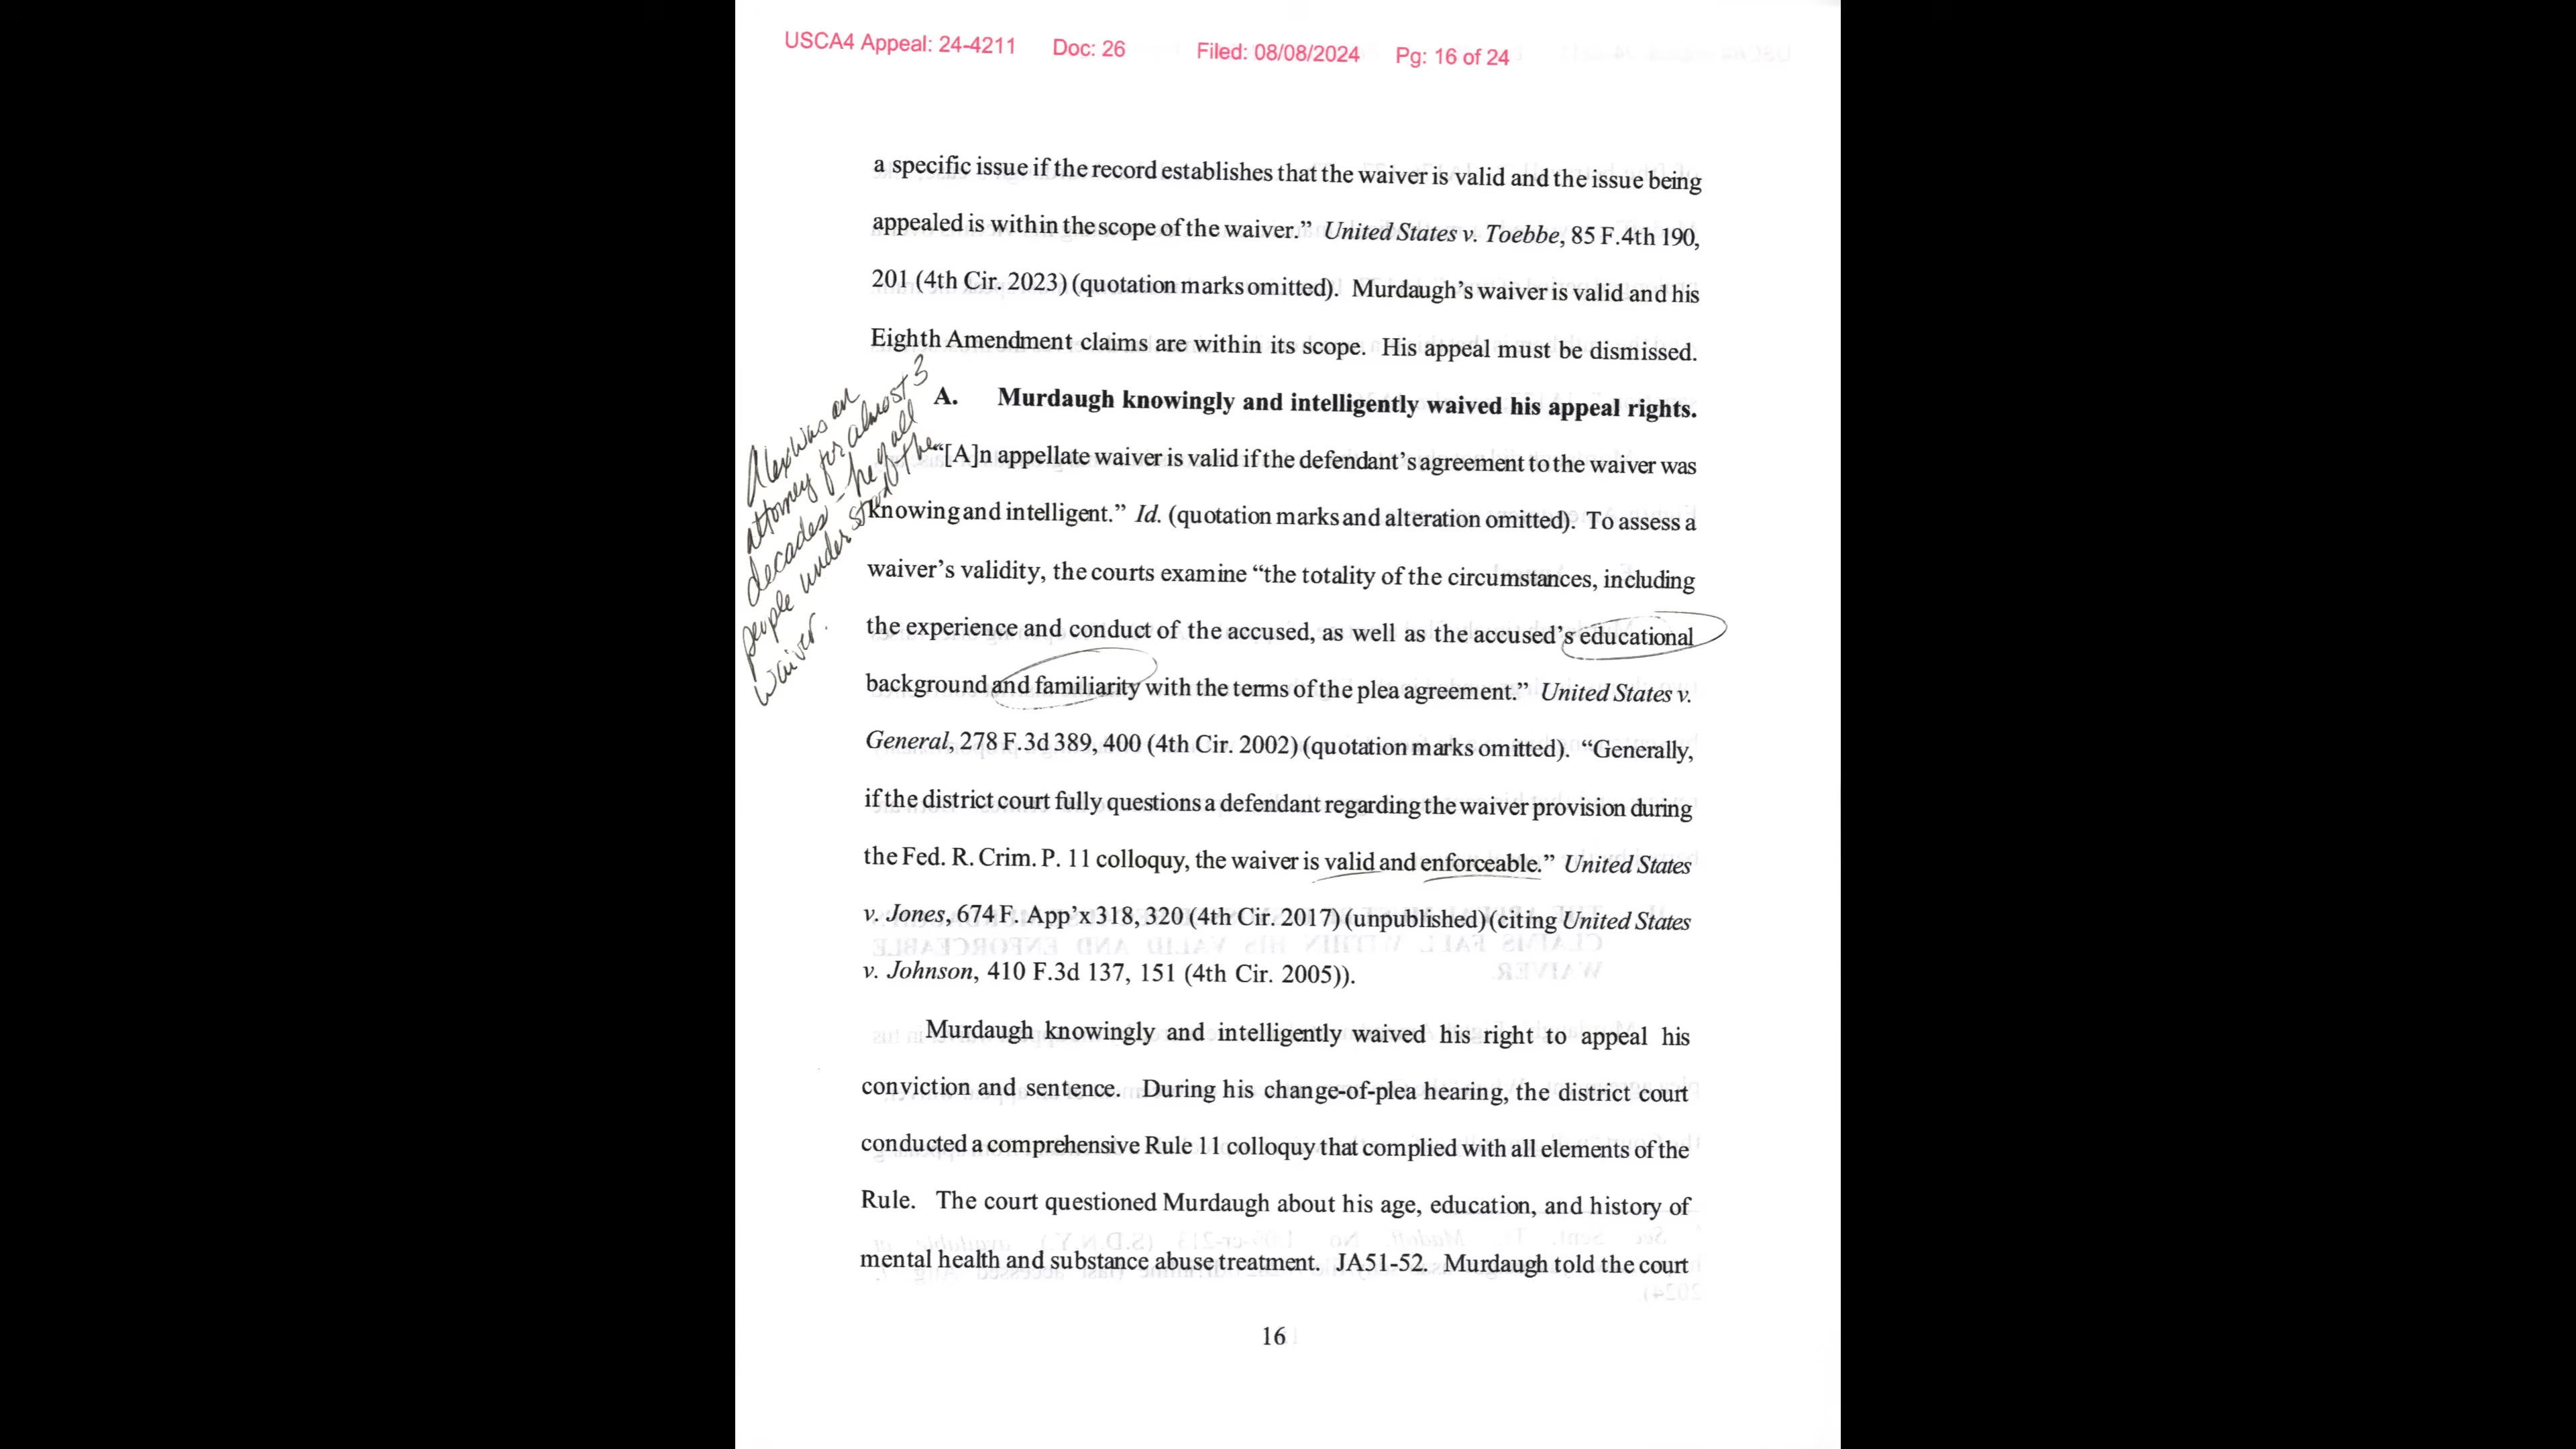 USCA4 Appeal: 24-4211 Doc: 26 Filed: 08/08/2024 Pg: 16 of 24
a specific issue if the record establishes that the waiver is valid and the issue being
appealed is within the scope of the waiver.” United States v. Toebbe, 85 F.4th 190,
201 (4th Cir. 2023) (quotation marks omitted). Murdaugh’s waiver is valid and his
Eighth Amendment claims are within its scope. His appeal must be dismissed.
A. Murdaugh knowingly and intelligently waived his appeal rights.
“[A]n appellate waiver is valid if the defendant’s agreement to the waiver was
knowing and intelligent.” Id. (quotation marks and alteration omitted). To assess a
waiver’s validity, the courts examine “the totality of the circumstances, including
the experience and conduct of the accused, as well as the accused’s educational
background and familiarity with the terms of the plea agreement.” United States v.
General, 278 F.3d 389, 400 (4th Cir. 2002) (quotation marks omitted). “Generally,
if the district court fully questions a defendant regarding the waiver provision during
the Fed. R. Crim. P. 11 colloquy, the waiver is valid and enforceable.” United States
v. Jones, 674 F. App’x 318, 320 (4th Cir. 2017) (unpublished) (citing United States
v. Johnson, 410 F.3d 137, 151 (4th Cir. 2005)).
Murdaugh knowingly and intelligently waived his right to appeal his
conviction and sentence. During his change-of-plea hearing, the district court
conducted a comprehensive Rule 11 colloquy that complied with all elements of the
Rule. The court questioned Murdaugh about his age, education, and history of
mental health and substance abuse treatment. JA51-52. Murdaugh told the court
16
Alex was an
attorney for almost 3
decades - he of all
people understood the
waiver.